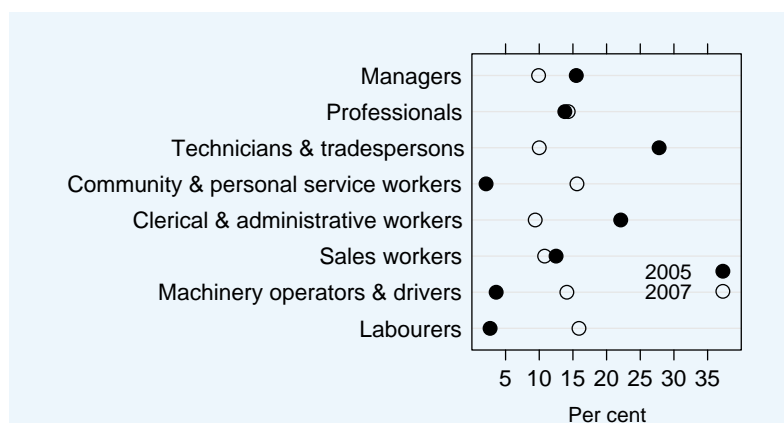 Managers
Professionals
Technicians & tradespersons
Community & personal service workers
Clerical & administrative workers
Sales workers
2005
Machinery operators & drivers
2007
Labourers
5 10 15 20 25 30 35
Per cent